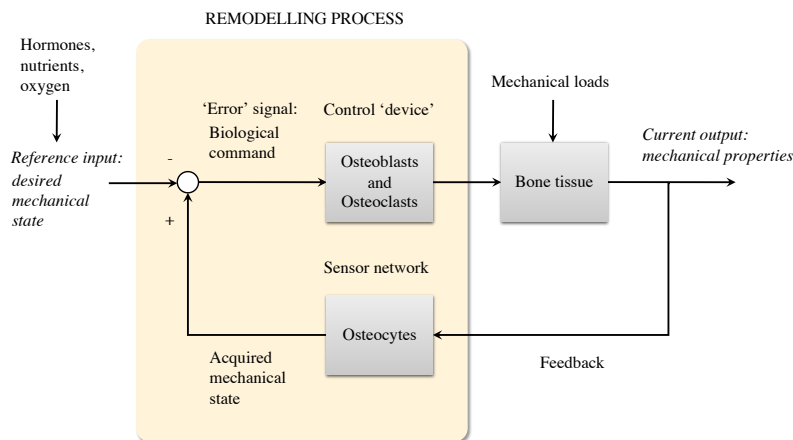 REMODELLING PROCESS
Hormones,
nutrients,
oxygen
Reference input:
desired
mechanical
state
-
+
‘Error’ signal:
Biological
command
Control ‘device’
Osteoblasts
and
Osteoclasts
Mechanical loads
Bone tissue
Current output:
mechanical properties
Sensor network
Osteocytes
Acquired
mechanical
state
Feedback